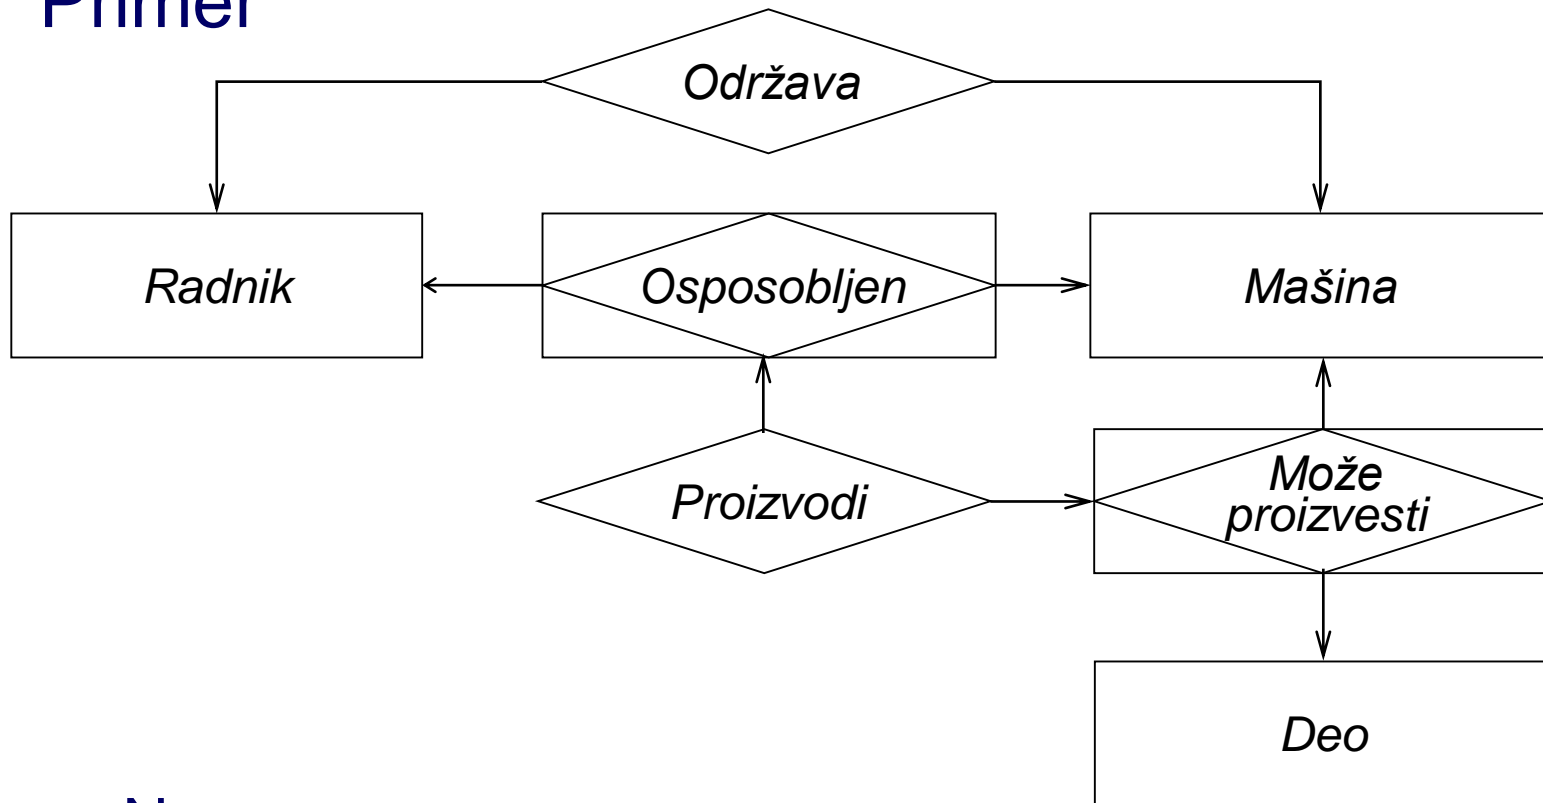 Primer
Održava
Radnik
Osposobljen
Mašina
Proizvodi
Može
proizvesti
Deo